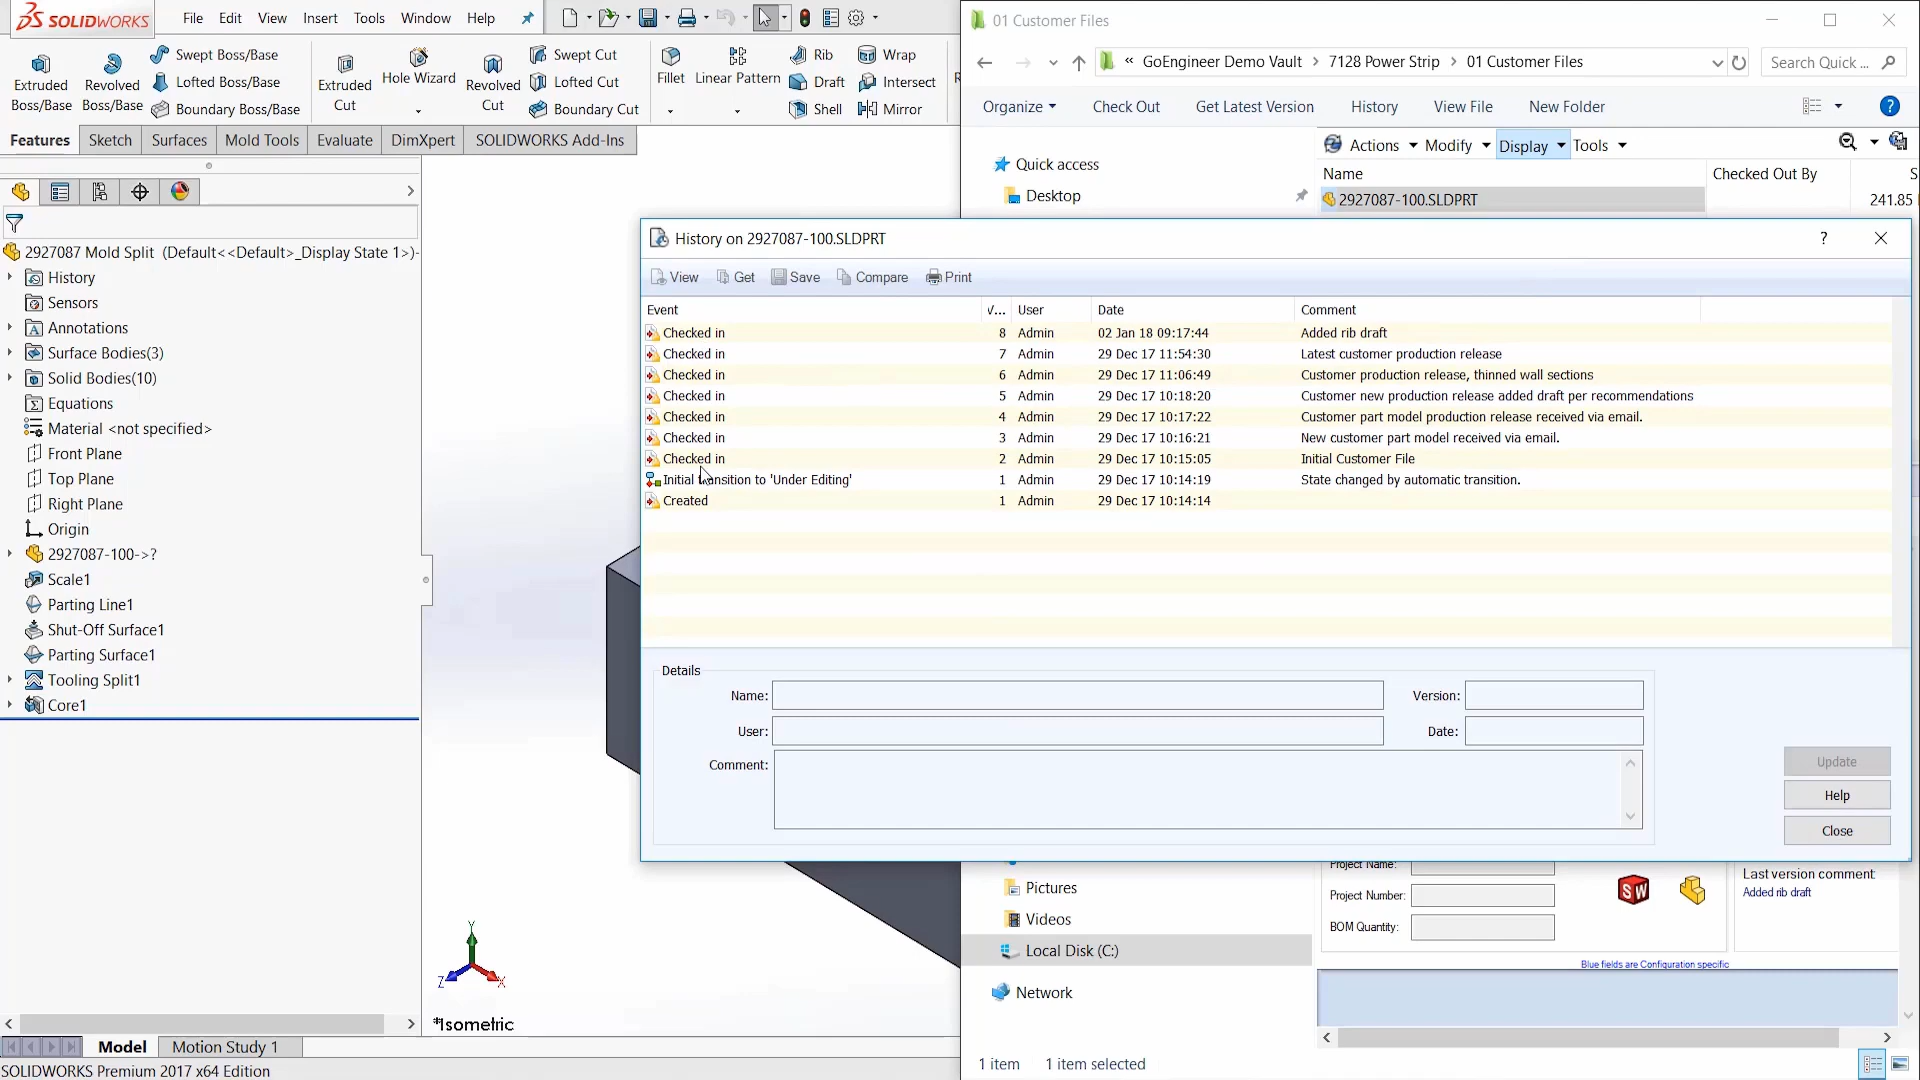 SOLIDWORKS File Edit View Insert Tools Window Help
Extruded Boss/Base
Revolved Boss/Base
Swept Boss/Base
Lofted Boss/Base
Boundary Boss/Base
Extruded Cut
Hole Wizard
Revolved Cut
Swept Cut
Lofted Cut
Boundary Cut
Fillet
Linear Pattern
Rib
Draft
Shell
Wrap
Intersect
Mirror
Features Sketch Surfaces Mold Tools Evaluate DimXpert SOLIDWORKS Add-Ins
2927087 Mold Split (Default<<Default>_Display State 1>)-
History
Sensors
Annotations
Surface Bodies(3)
Solid Bodies(10)
Equations
Material <not specified>
Front Plane
Top Plane
Right Plane
Origin
2927087-100->?
Scale1
Parting Line1
Shut-Off Surface1
Parting Surface1
Tooling Split1
Core1
Y
Z
X
*Isometric
Model Motion Study 1
SOLIDWORKS Premium 2017 x64 Edition
01 Customer Files
« GoEngineer Demo Vault > 7128 Power Strip > 01 Customer Files
Search Quick ...
Organize Check Out Get Latest Version History View File New Folder
Quick access
Desktop
Actions Modify Display Tools
Name Checked Out By S
2927087-100.SLDPRT 241.85
History on 2927087-100.SLDPRT
View Get Save Compare Print
Event V... User Date Comment
Checked in 8 Admin 02 Jan 18 09:17:44 Added rib draft
Checked in 7 Admin 29 Dec 17 11:54:30 Latest customer production release
Checked in 6 Admin 29 Dec 17 11:06:49 Customer production release, thinned wall sections
Checked in 5 Admin 29 Dec 17 10:18:20 Customer new production release added draft per recommendations
Checked in 4 Admin 29 Dec 17 10:17:22 Customer part model production release received via email.
Checked in 3 Admin 29 Dec 17 10:16:21 New customer part model received via email.
Checked in 2 Admin 29 Dec 17 10:15:05 Initial Customer File
Initial transition to 'Under Editing' 1 Admin 29 Dec 17 10:14:19 State changed by automatic transition.
Created 1 Admin 29 Dec 17 10:14:14
Details
Name: Version:
User: Date:
Comment:
Update
Help
Close
Pictures
Videos
Local Disk (C:)
Network
Project Name:
Project Number:
BOM Quantity:
SW
Last version comment
Added rib draft
Blue fields are Configuration specific
1 item 1 item selected